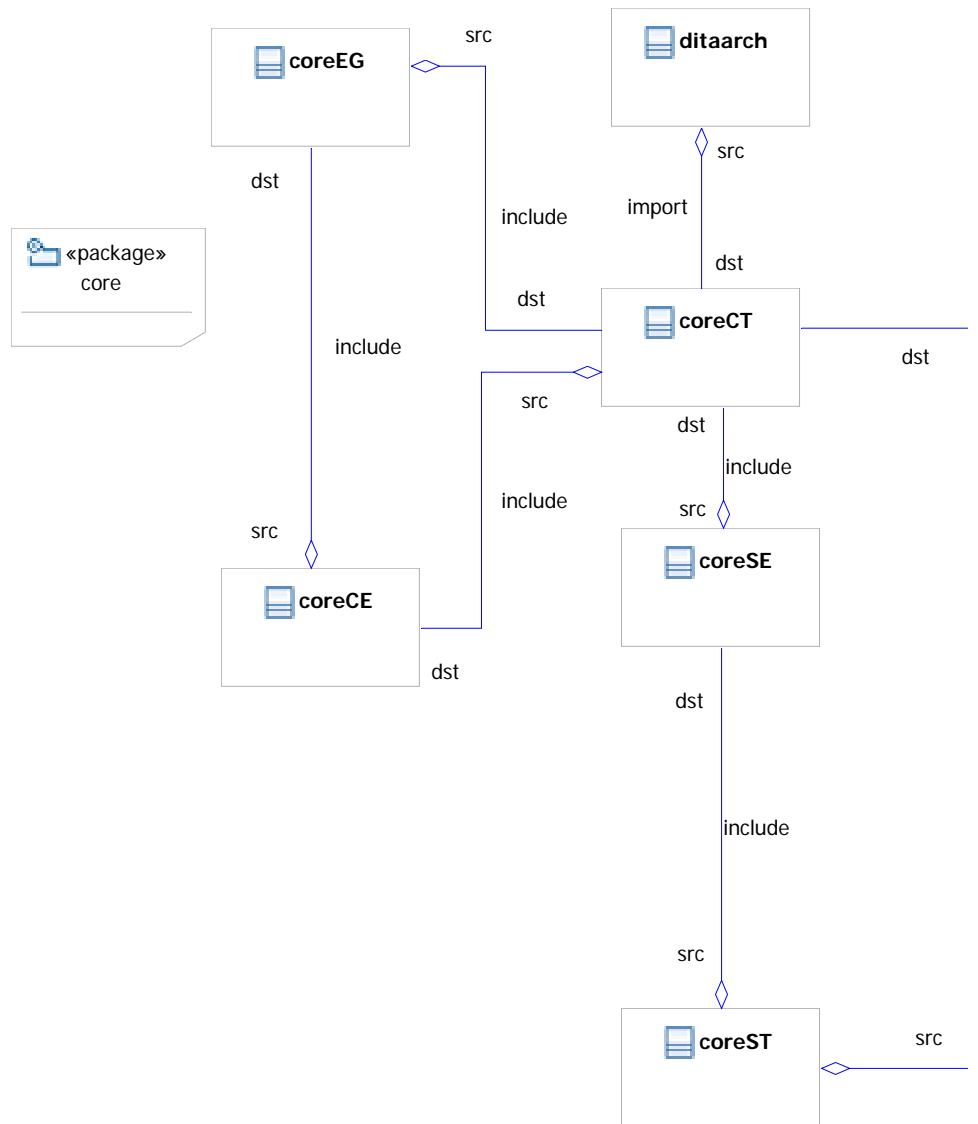 src
coreEG
ditaarch
src
dst
import
include
«package»
core
dst
dst
coreCT
include
dst
src
dst
include
include
src
src
coreSE
coreCE
dst
dst
include
src
coreST
src